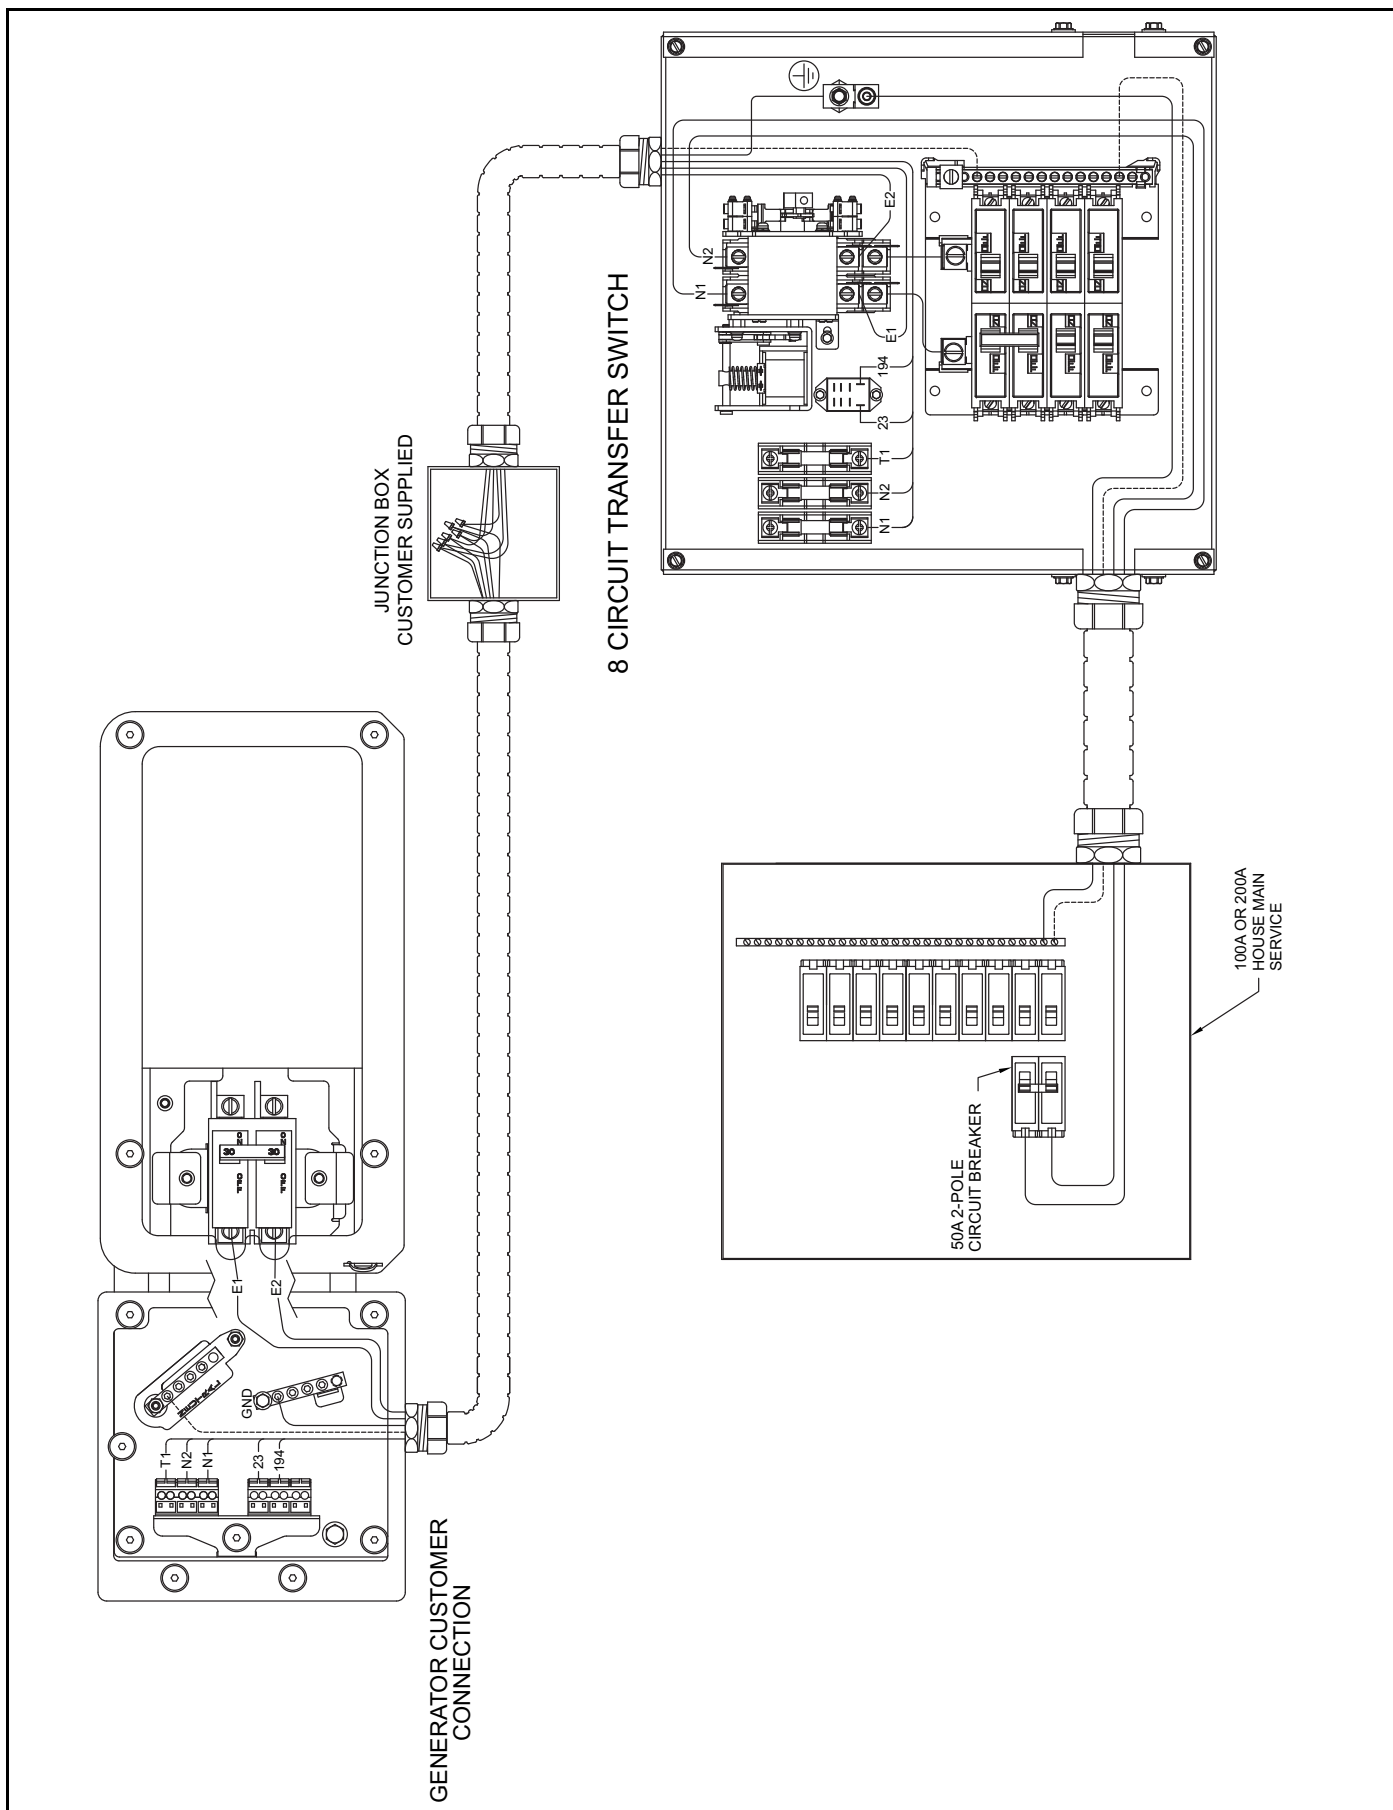 JUNCTION BOX
CUSTOMER SUPPLIED
8 CIRCUIT TRANSFER SWITCH
N2
N1
E2
E1
194
23
T1
N2
N1
30
30
E1
E2
GND
T1
N2
N1
23
194
GENERATOR CUSTOMER
CONNECTION
50A 2-POLE
CIRCUIT BREAKER
100A OR 200A
HOUSE MAIN
SERVICE